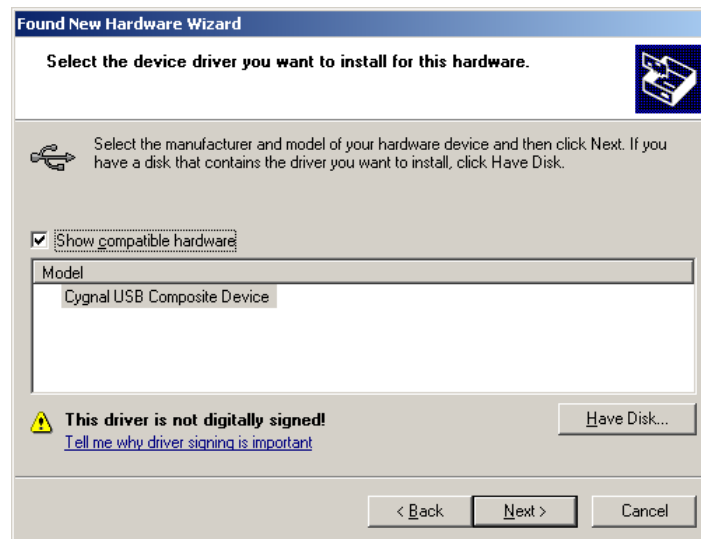 Found New Hardware Wizard
Select the device driver you want to install for this hardware.
Select the manufacturer and model of your hardware device and then click Next. If you
have a disk that contains the driver you want to install, click Have Disk.
Show compatible hardware
Model
Cygnal USB Composite Device
This driver is not digitally signed!
Have Disk...
Tell me why driver signing is important
< Back
Next >
Cancel